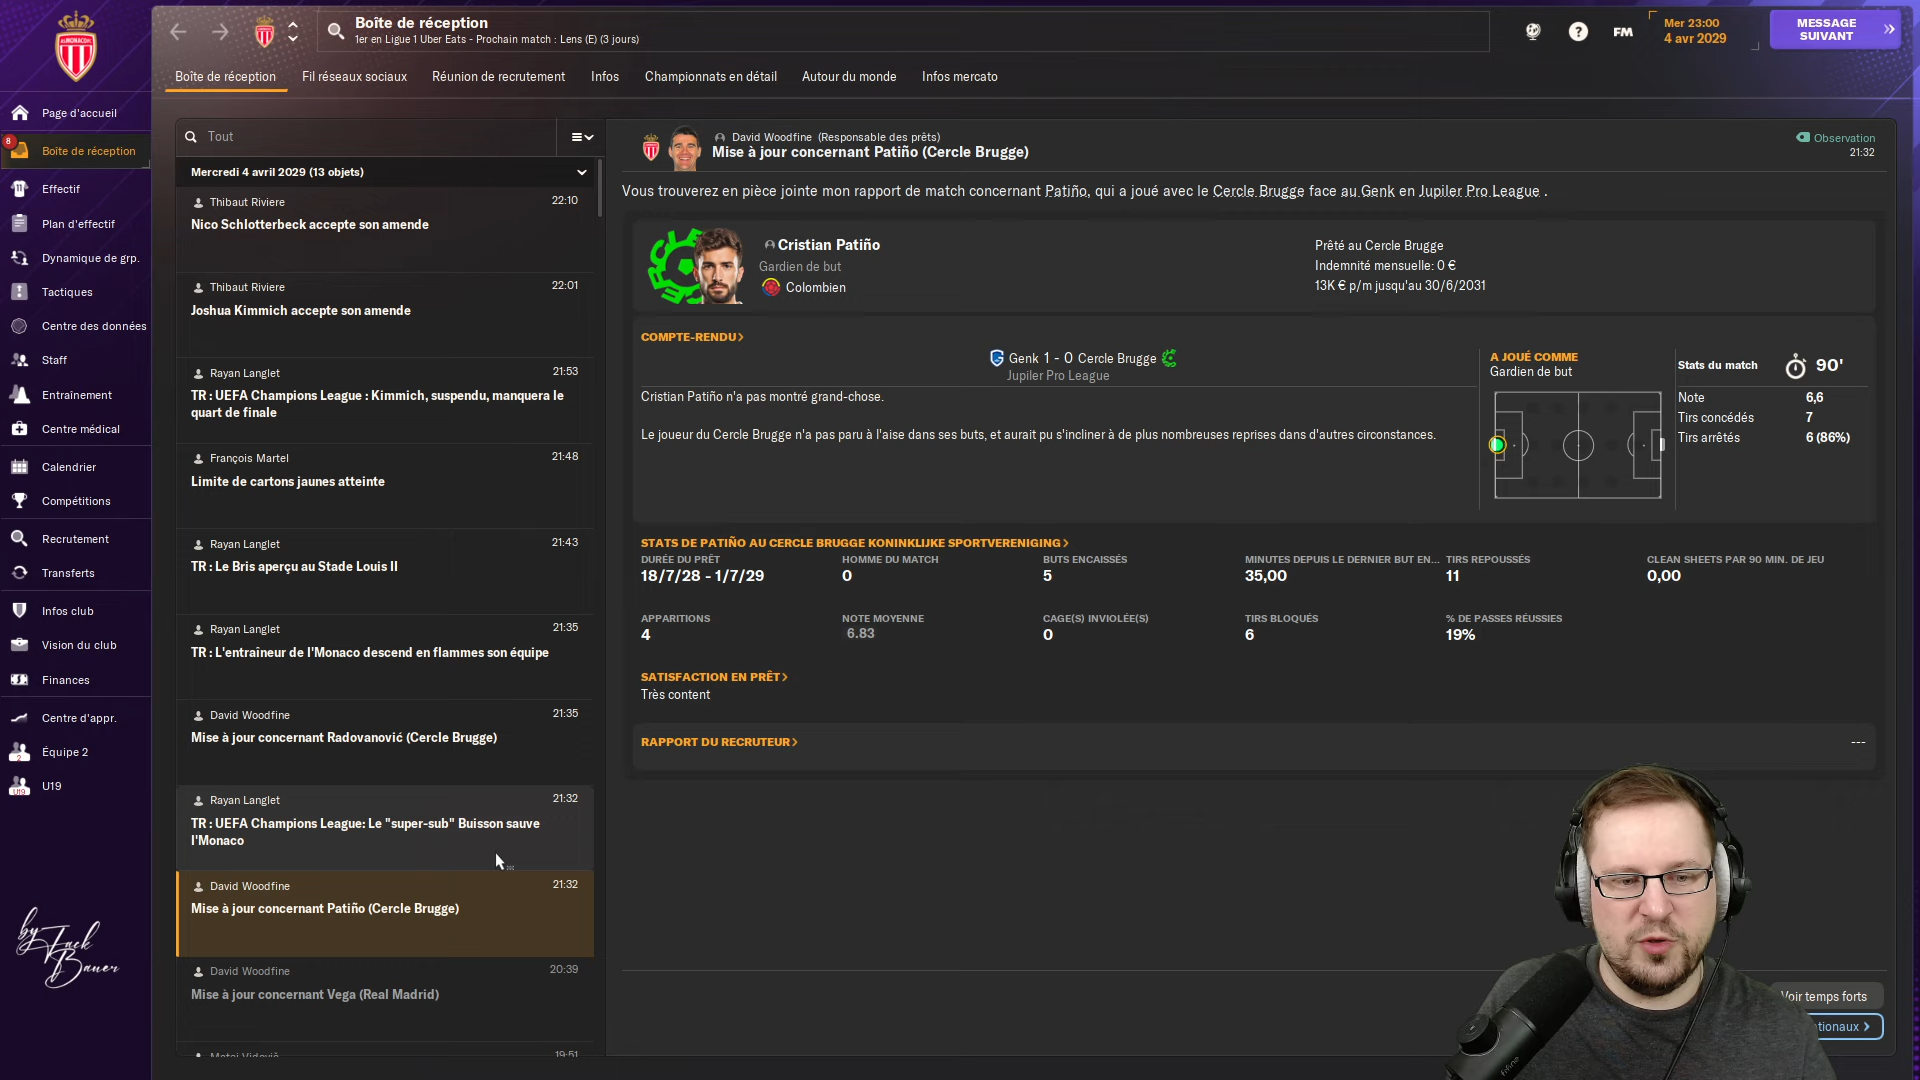 Boîte de réception
1er en Ligue 1 Uber Eats - Prochain match : Lens (E) (3 jours)
FM
Mer 23:00
4 avr 2029
MESSAGE
SUIVANT
Boîte de réception
Fil réseaux sociaux
Réunion de recrutement
Infos
Championnats en détail
Autour du monde
Infos mercato
Page d'accueil
8
Boîte de réception
Effectif
Plan d'effectif
Dynamique de grp.
Tactiques
Centre des données
Staff
Entraînement
Centre médical
Calendrier
Compétitions
Recrutement
Transferts
Infos club
Vision du club
Finances
Centre d'appr.
Équipe 2
U19
by Jack
Bauer
Tout
Mercredi 4 avril 2029 (13 objets)
Thibaut Riviere 22:10
Nico Schlotterbeck accepte son amende
Thibaut Riviere 22:01
Joshua Kimmich accepte son amende
Rayan Langlet 21:53
TR : UEFA Champions League : Kimmich, suspendu, manquera le
quart de finale
François Martel 21:48
Limite de cartons jaunes atteinte
Rayan Langlet 21:43
TR : Le Bris aperçu au Stade Louis II
Rayan Langlet 21:35
TR : L'entraîneur de l'Monaco descend en flammes son équipe
David Woodfine 21:35
Mise à jour concernant Radovanović (Cercle Brugge)
Rayan Langlet 21:32
TR : UEFA Champions League: Le "super-sub" Buisson sauve
l'Monaco
David Woodfine 21:32
Mise à jour concernant Patiño (Cercle Brugge)
David Woodfine 20:39
Mise à jour concernant Vega (Real Madrid)
19:51
David Woodfine (Responsable des prêts)
Mise à jour concernant Patiño (Cercle Brugge)
Observation
21:32
Vous trouverez en pièce jointe mon rapport de match concernant Patiño, qui a joué avec le Cercle Brugge face au Genk en Jupiler Pro League .
Cristian Patiño
Gardien de but
Colombien
Prêté au Cercle Brugge
Indemnité mensuelle: 0 €
13K € p/m jusqu'au 30/6/2031
COMPTE-RENDU
Genk 1 - 0 Cercle Brugge
Jupiler Pro League
Cristian Patiño n'a pas montré grand-chose.
Le joueur du Cercle Brugge n'a pas paru à l'aise dans ses buts, et aurait pu s'incliner à de plus nombreuses reprises dans d'autres circonstances.
A JOUÉ COMME
Gardien de but
Stats du match 90'
Note 6,6
Tirs concédés 7
Tirs arrêtés 6 (86%)
STATS DE PATIÑO AU CERCLE BRUGGE KONINKLIJKE SPORTVERENIGING
DURÉE DU PRÊT HOMME DU MATCH BUTS ENCAISSÉS MINUTES DEPUIS LE DERNIER BUT EN... TIRS REPOUSSÉS CLEAN SHEETS PAR 90 MIN. DE JEU
18/7/28 - 1/7/29 0 5 35,00 11 0,00
APPARITIONS NOTE MOYENNE CAGE(S) INVIOLÉE(S) TIRS BLOQUÉS % DE PASSES RÉUSSIES
4 6.83 0 6 19%
SATISFACTION EN PRÊT
Très content
RAPPORT DU RECRUTEUR ---
Voir temps forts